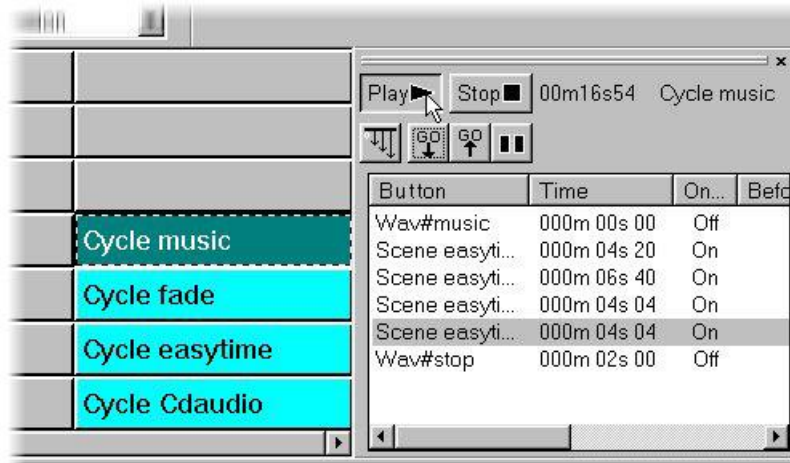 Play Stop 00m16s54 Cycle music
GO GO
Button Time On... Befo
Wav#music 000m 00s 00 Off
Scene easyti... 000m 04s 20 On
Scene easyti... 000m 06s 40 On
Scene easyti... 000m 04s 04 On
Scene easyti... 000m 04s 04 On
Wav#stop 000m 02s 00 Off
Cycle music
Cycle fade
Cycle easytime
Cycle Cdaudio